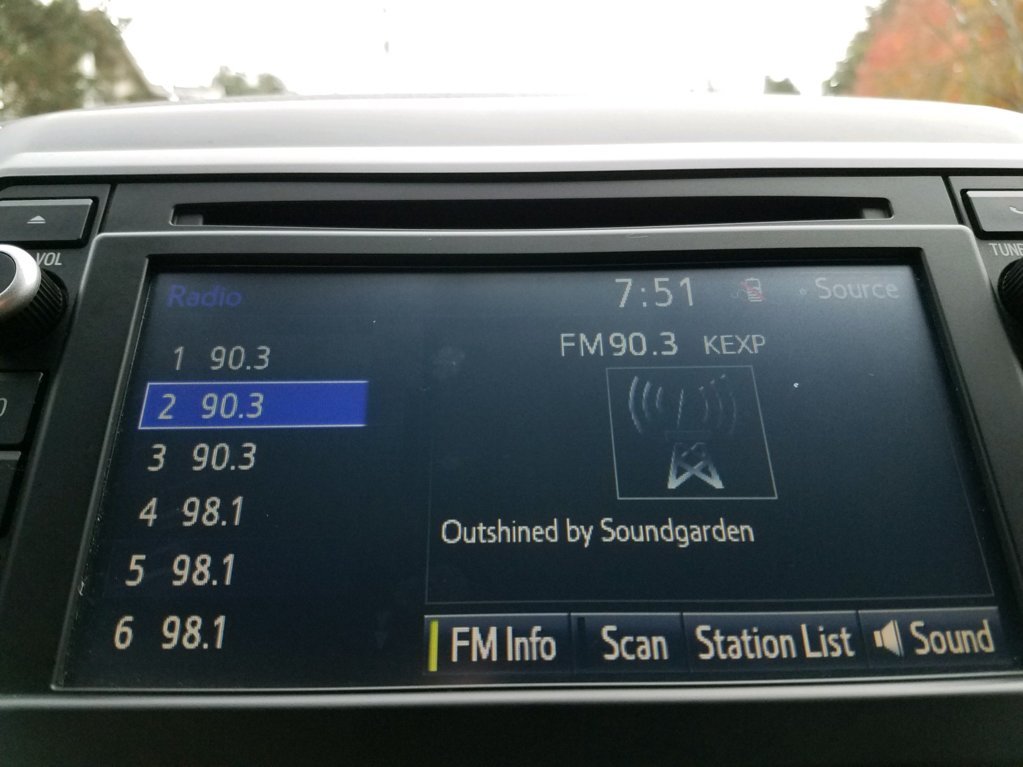 VOL
TUNE
Radio
7:51
Source
FM90.3 KEXP
1 90.3
2 90.3
3 90.3
4 98.1
5 98.1
6 98.1
Outshined by Soundgarden
FM Info
Scan
Station List
Sound